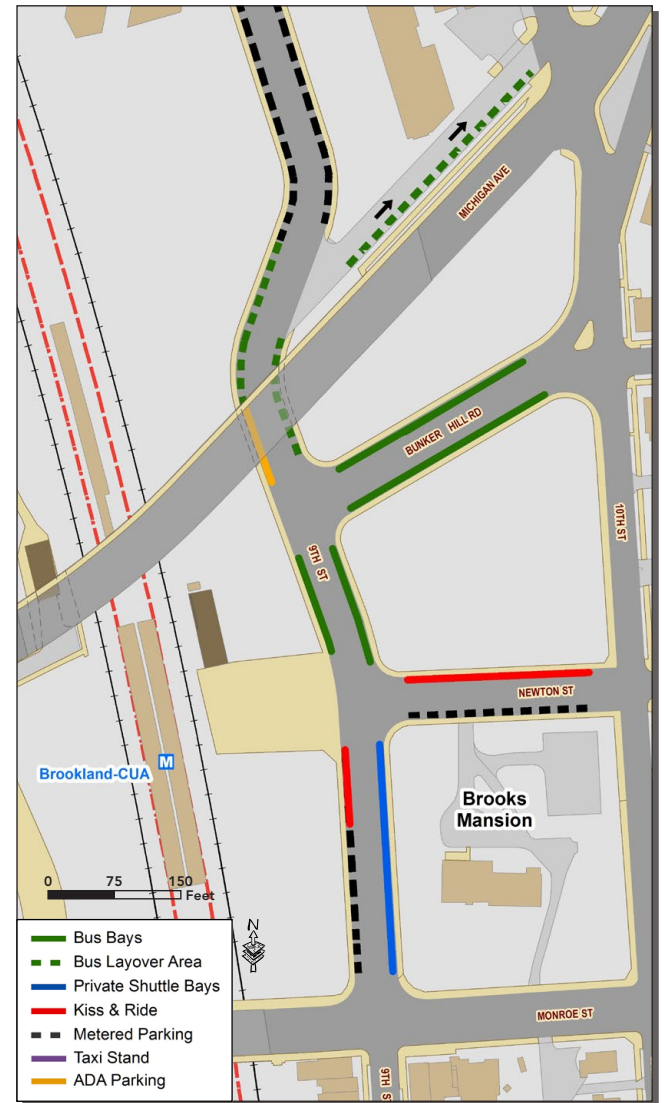 MICHIGAN AVE
BUNKER HILL RD
9TH ST
10TH ST
NEWTON ST
M
Brookland-CUA
Brooks
Mansion
0 75 150
Feet
N
Bus Bays
Bus Layover Area
Private Shuttle Bays
Kiss & Ride
Metered Parking
Taxi Stand
ADA Parking
MONROE ST
9TH S